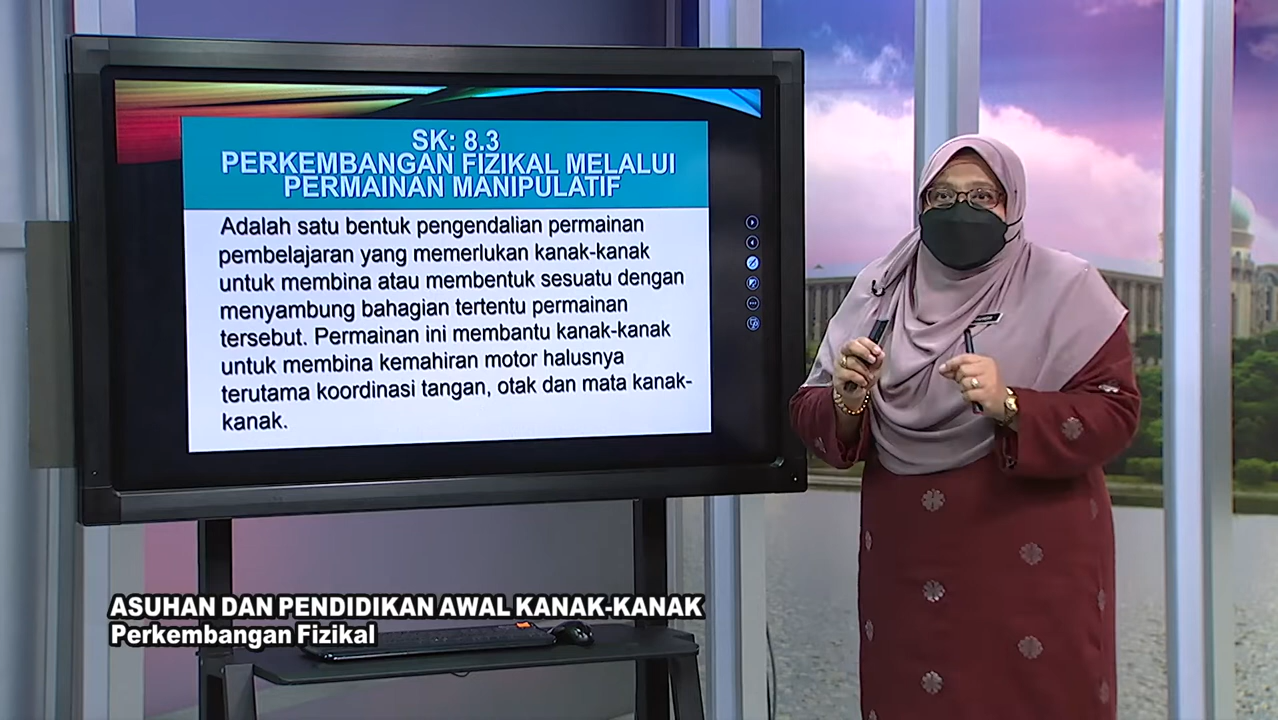 SK: 8.3
PERKEMBANGAN FIZIKAL MELALUI
PERMAINAN MANIPULATIF
Adalah satu bentuk pengendalian permainan
pembelajaran yang memerlukan kanak-kanak
untuk membina atau membentuk sesuatu dengan
menyambung bahagian tertentu permainan
tersebut. Permainan ini membantu kanak-kanak
untuk membina kemahiran motor halusnya
terutama koordinasi tangan, otak dan mata kanak-
kanak.
ASUHAN DAN PENDIDIKAN AWAL KANAK-KANAK
Perkembangan Fizikal